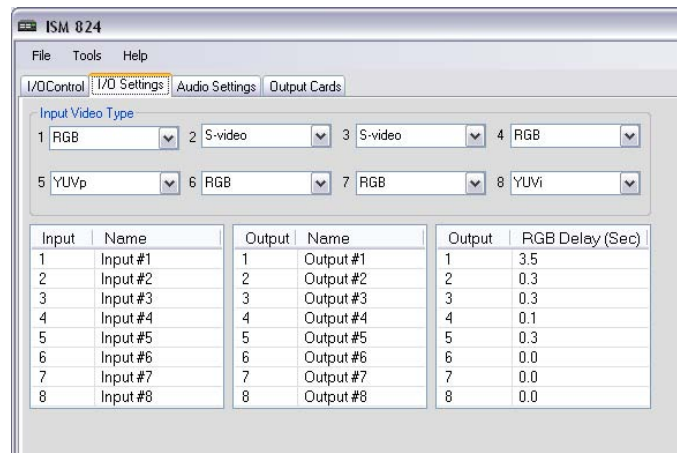 ISM 824
File Tools Help
I/OControl I/O Settings Audio Settings Output Cards
Input Video Type
1 RGB 2 S-video 3 S-video 4 RGB
5 YUVp 6 RGB 7 RGB 8 YUVi
Input Name Output Name Output RGB Delay (Sec)
1 Input #1 1 Output #1 1 3.5
2 Input #2 2 Output #2 2 0.3
3 Input #3 3 Output #3 3 0.3
4 Input #4 4 Output #4 4 0.1
5 Input #5 5 Output #5 5 0.3
6 Input #6 6 Output #6 6 0.0
7 Input #7 7 Output #7 7 0.0
8 Input #8 8 Output #8 8 0.0